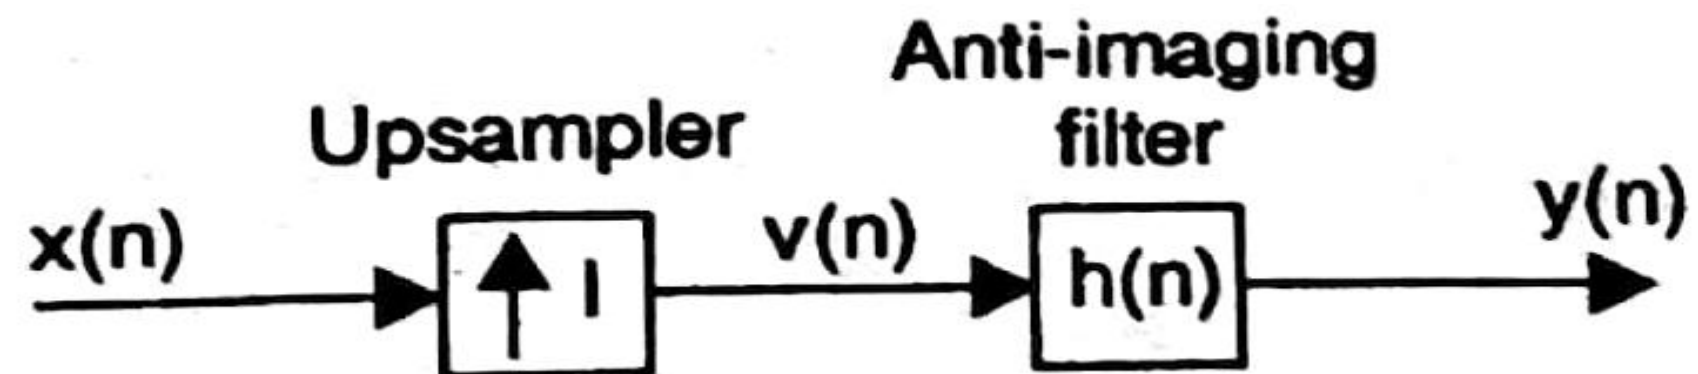 Anti-imaging
filter
Upsampler
x(n)
↑ I
v(n)
h(n)
y(n)